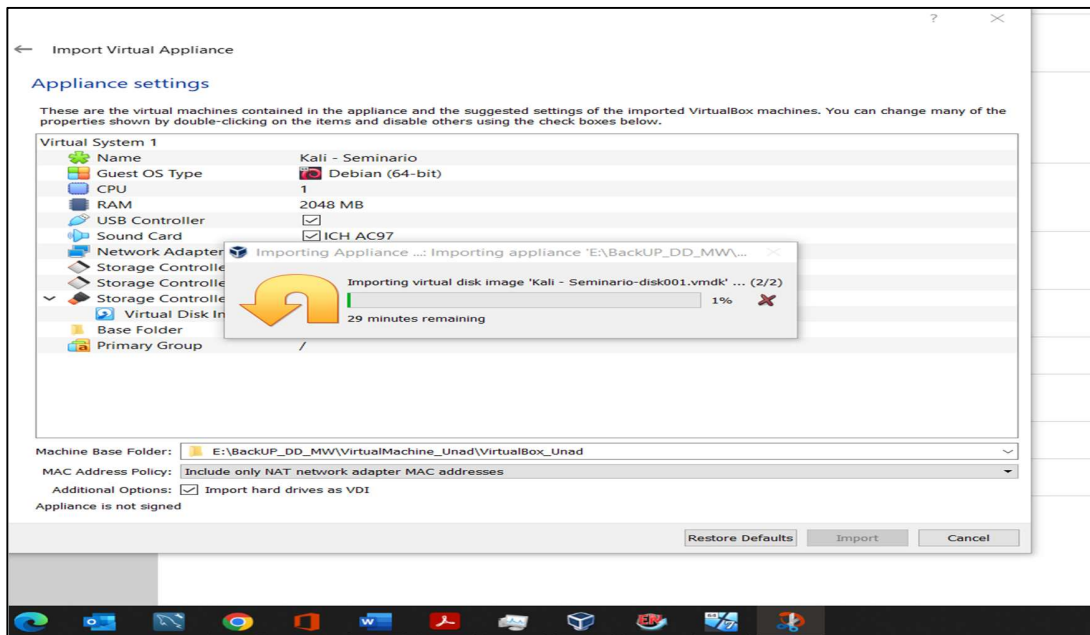 ?
Import Virtual Appliance
Appliance settings
These are the virtual machines contained in the appliance and the suggested settings of the imported VirtualBox machines. You can change many of the
properties shown by double-clicking on the items and disable others using the check boxes below.
Virtual System 1
Name Kali - Seminario
Guest OS Type Debian (64-bit)
CPU 1
RAM 2048 MB
USB Controller
Sound Card ICH AC97
Network Adapter
Importing Appliance ...: Importing appliance 'E:\BackUP_DD_MW\...
Storage Controlle
Importing virtual disk image 'Kali - Seminario-disk001.vmdk' ... (2/2)
Storage Controlle
Storage Controlle
1%
Virtual Disk Im
29 minutes remaining
Base Folder
Primary Group /
Machine Base Folder: E:\BackUP_DD_MW\VirtualMachine_Unad\VirtualBox_Unad
MAC Address Policy: Include only NAT network adapter MAC addresses
Additional Options: Import hard drives as VDI
Appliance is not signed
Restore Defaults Import Cancel